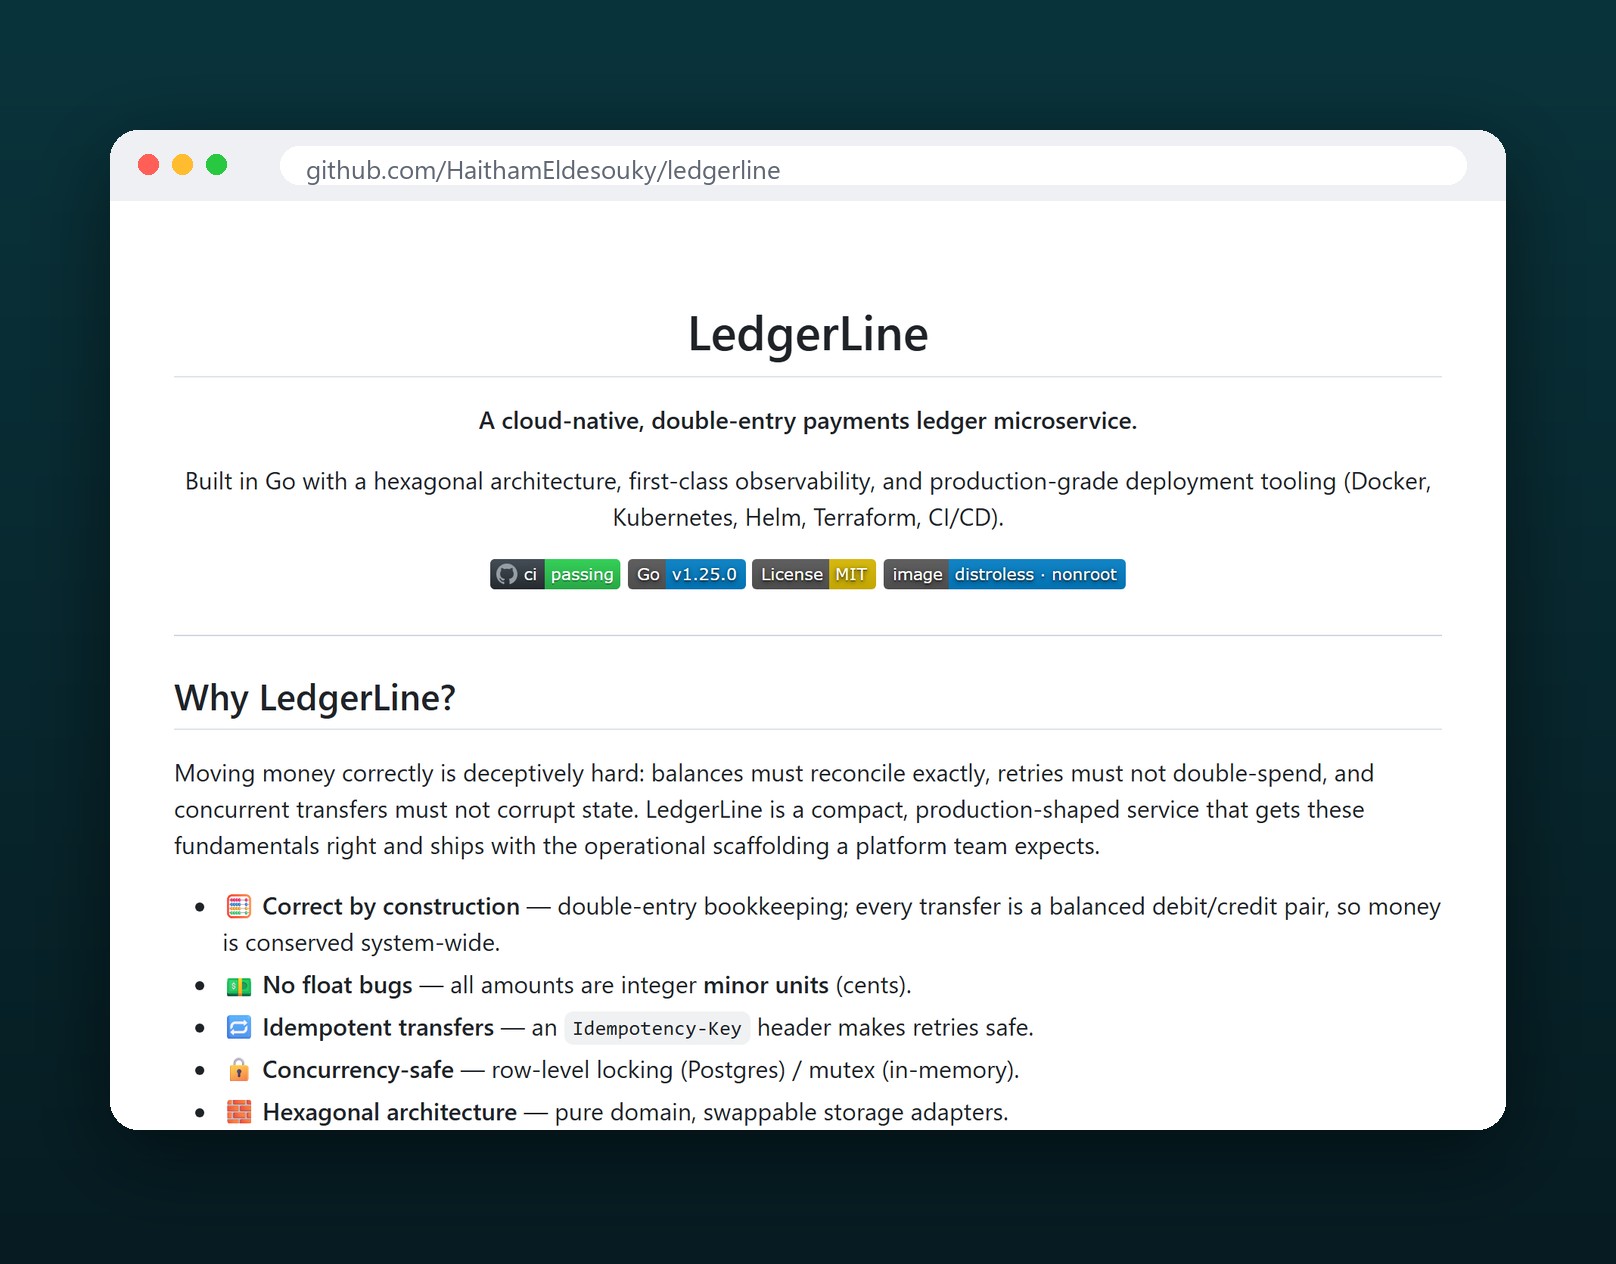 github.com/HaithamEldesouky/ledgerline
LedgerLine
A cloud-native, double-entry payments ledger microservice.
Built in Go with a hexagonal architecture, first-class observability, and production-grade deployment tooling (Docker,
Kubernetes, Helm, Terraform, CI/CD).
ci passing Go v1.25.0 License MIT image distroless · nonroot
Why LedgerLine?
Moving money correctly is deceptively hard: balances must reconcile exactly, retries must not double-spend, and
concurrent transfers must not corrupt state. LedgerLine is a compact, production-shaped service that gets these
fundamentals right and ships with the operational scaffolding a platform team expects.
• 🧮 Correct by construction — double-entry bookkeeping; every transfer is a balanced debit/credit pair, so money
is conserved system-wide.
• 💵 No float bugs — all amounts are integer minor units (cents).
• 🔁 Idempotent transfers — an Idempotency-Key header makes retries safe.
• 🔒 Concurrency-safe — row-level locking (Postgres) / mutex (in-memory).
• 🧱 Hexagonal architecture — pure domain, swappable storage adapters.